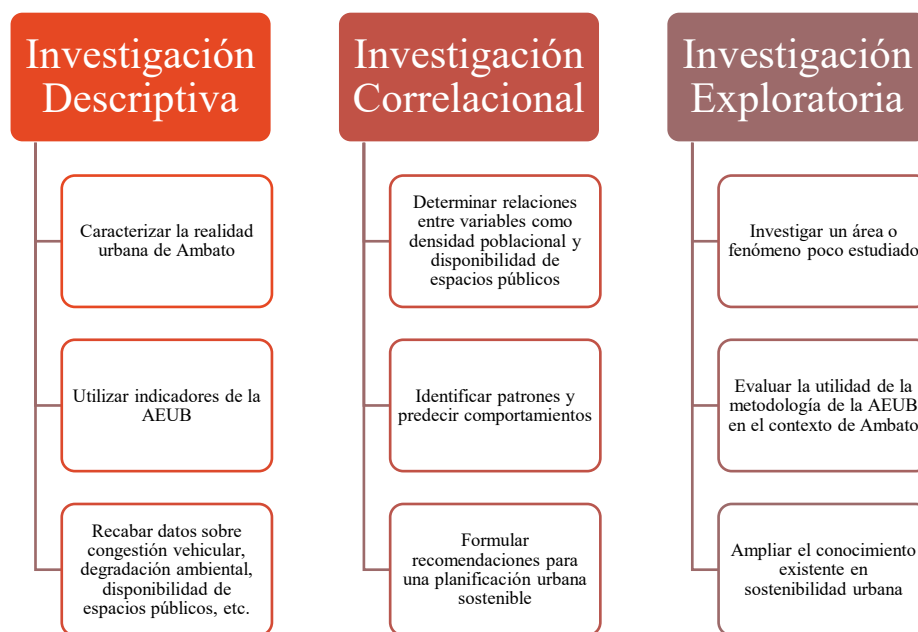 Investigación
Descriptiva
Caracterizar la realidad
urbana de Ambato
Utilizar indicadores de la
AEUB
Recabar datos sobre
congestión vehicular,
degradación ambiental,
disponibilidad de
espacios públicos, etc.
Investigación
Correlacional
Determinar relaciones
entre variables como
densidad poblacional y
disponibilidad de
espacios públicos
Identificar patrones y
predecir comportamientos
Formular
recomendaciones para
una planificación urbana
sostenible
Investigación
Exploratoria
Investigar un área o
fenómeno poco estudiado
Evaluar la utilidad de la
metodología de la AEUB
en el contexto de Ambato
Ampliar el conocimiento
existente en
sostenibilidad urbana